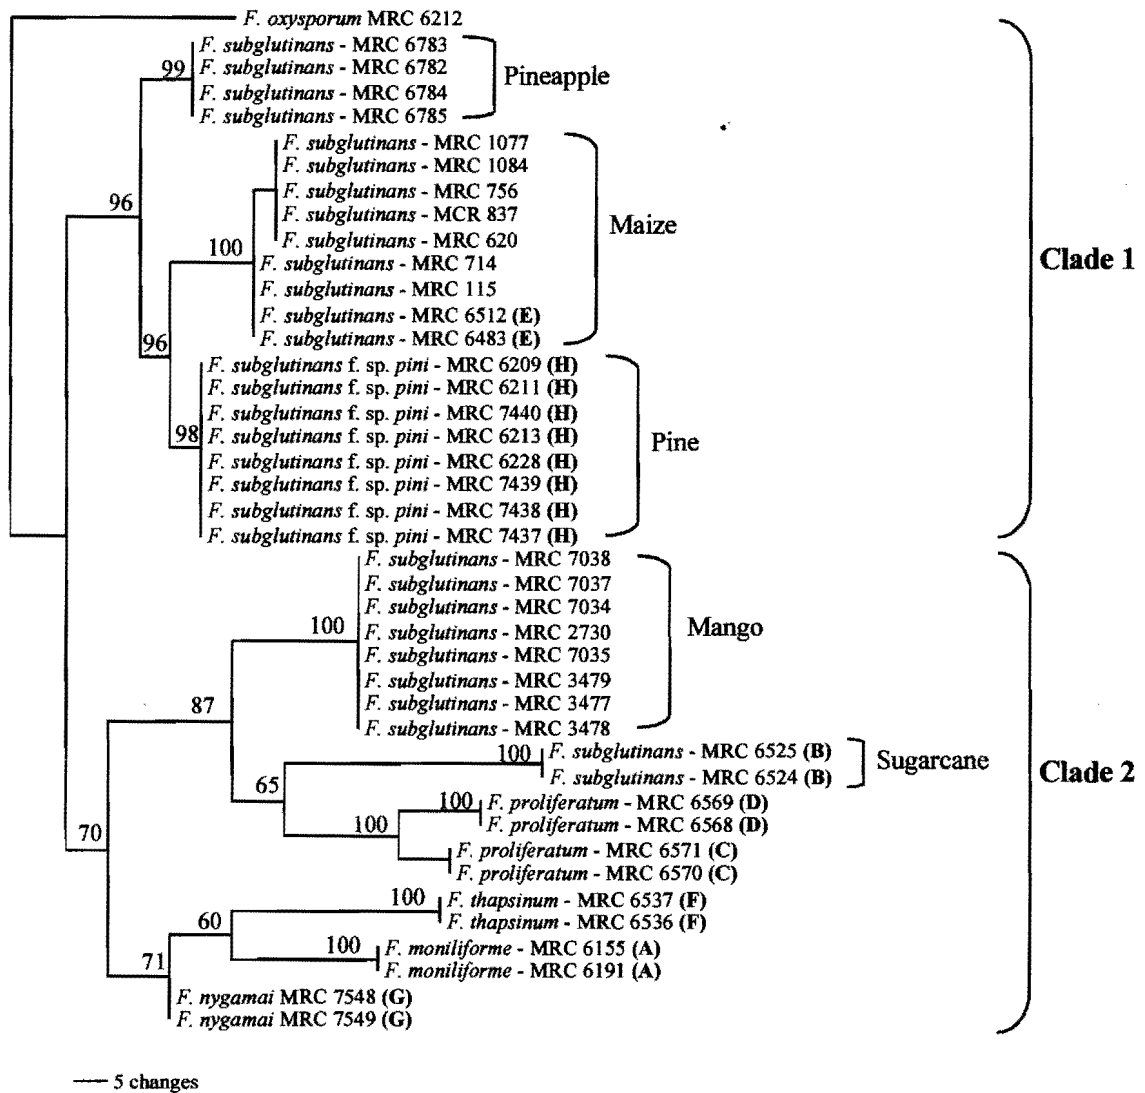 F. oxysporum MRC 6212
F. subglutinans - MRC 6783
99
F. subglutinans - MRC 6782
Pineapple
F. subglutinans - MRC 6784
F. subglutinans - MRC 6785
F. subglutinans - MRC 1077
F. subglutinans - MRC 1084
F. subglutinans - MRC 756
96
F. subglutinans - MCR 837
Maize
F. subglutinans - MRC 620
100
F. subglutinans - MRC 714
Clade 1
F. subglutinans - MRC 115
F. subglutinans - MRC 6512 (E)
F. subglutinans - MRC 6483 (E)
96
F. subglutinans f. sp. pini - MRC 6209 (H)
F. subglutinans f. sp. pini - MRC 6211 (H)
F. subglutinans f. sp. pini - MRC 7440 (H)
98
F. subglutinans f. sp. pini - MRC 6213 (H)
Pine
F. subglutinans f. sp. pini - MRC 6228 (H)
F. subglutinans f. sp. pini - MRC 7439 (H)
F. subglutinans f. sp. pini - MRC 7438 (H)
F. subglutinans f. sp. pini - MRC 7437 (H)
F. subglutinans - MRC 7038
F. subglutinans - MRC 7037
F. subglutinans - MRC 7034
100
F. subglutinans - MRC 2730
Mango
F. subglutinans - MRC 7035
F. subglutinans - MRC 3479
87
F. subglutinans - MRC 3477
F. subglutinans - MRC 3478
100
F. subglutinans - MRC 6525 (B)
Sugarcane
F. subglutinans - MRC 6524 (B)
Clade 2
65
100
F. proliferatum - MRC 6569 (D)
F. proliferatum - MRC 6568 (D)
100
70
F. proliferatum - MRC 6571 (C)
F. proliferatum - MRC 6570 (C)
100
F. thapsinum - MRC 6537 (F)
F. thapsinum - MRC 6536 (F)
60
100
F. moniliforme - MRC 6155 (A)
71
F. moniliforme - MRC 6191 (A)
F. nygamai MRC 7548 (G)
F. nygamai MRC 7549 (G)
5 changes